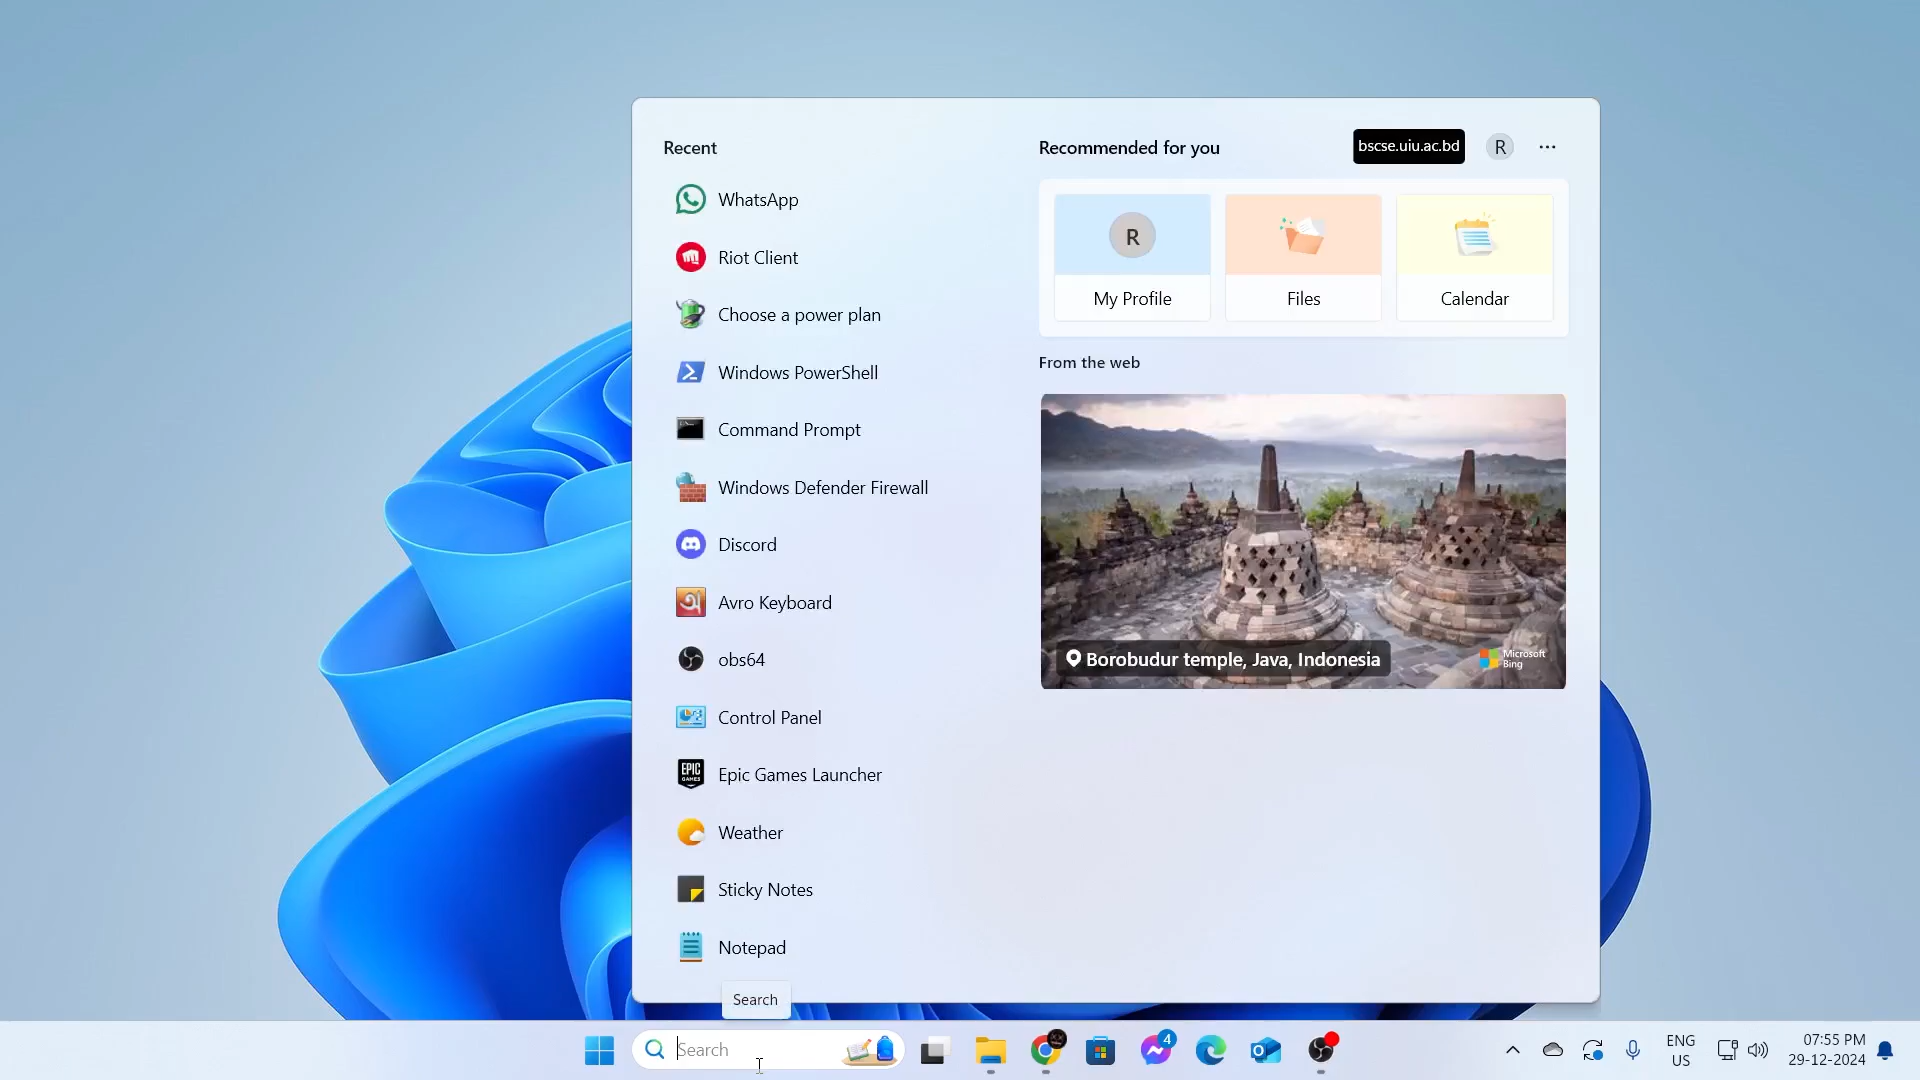 Recent
WhatsApp
Riot Client
Choose a power plan
Windows PowerShell
Command Prompt
Windows Defender Firewall
Discord
Avro Keyboard
obs64
Control Panel
Epic Games Launcher
Weather
Sticky Notes
Notepad
Recommended for you
bscse.uiu.ac.bd
R
R
My Profile
Files
Calendar
From the web
Borobudur temple, Java, Indonesia
Microsoft
Bing
Search
Search
4
ENG
US
07:55 PM
29-12-2024
EPIC
GAMES